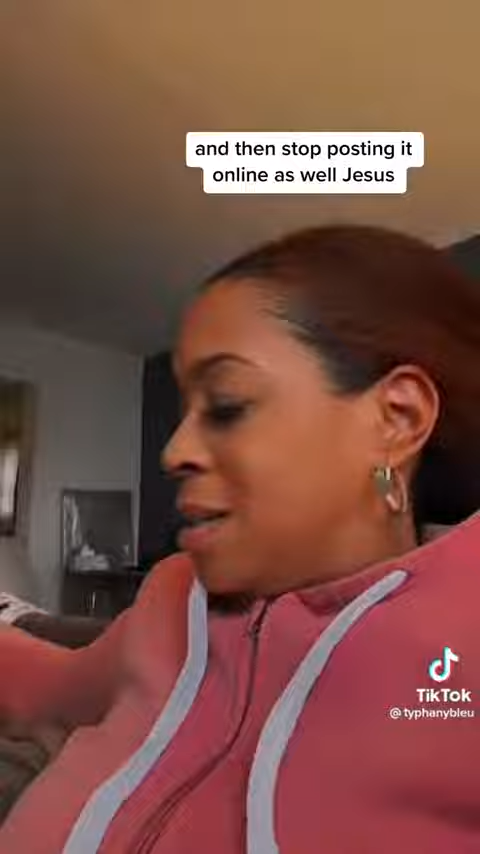 and then stop posting it
online as well Jesus
TikTok
@typhanybleu